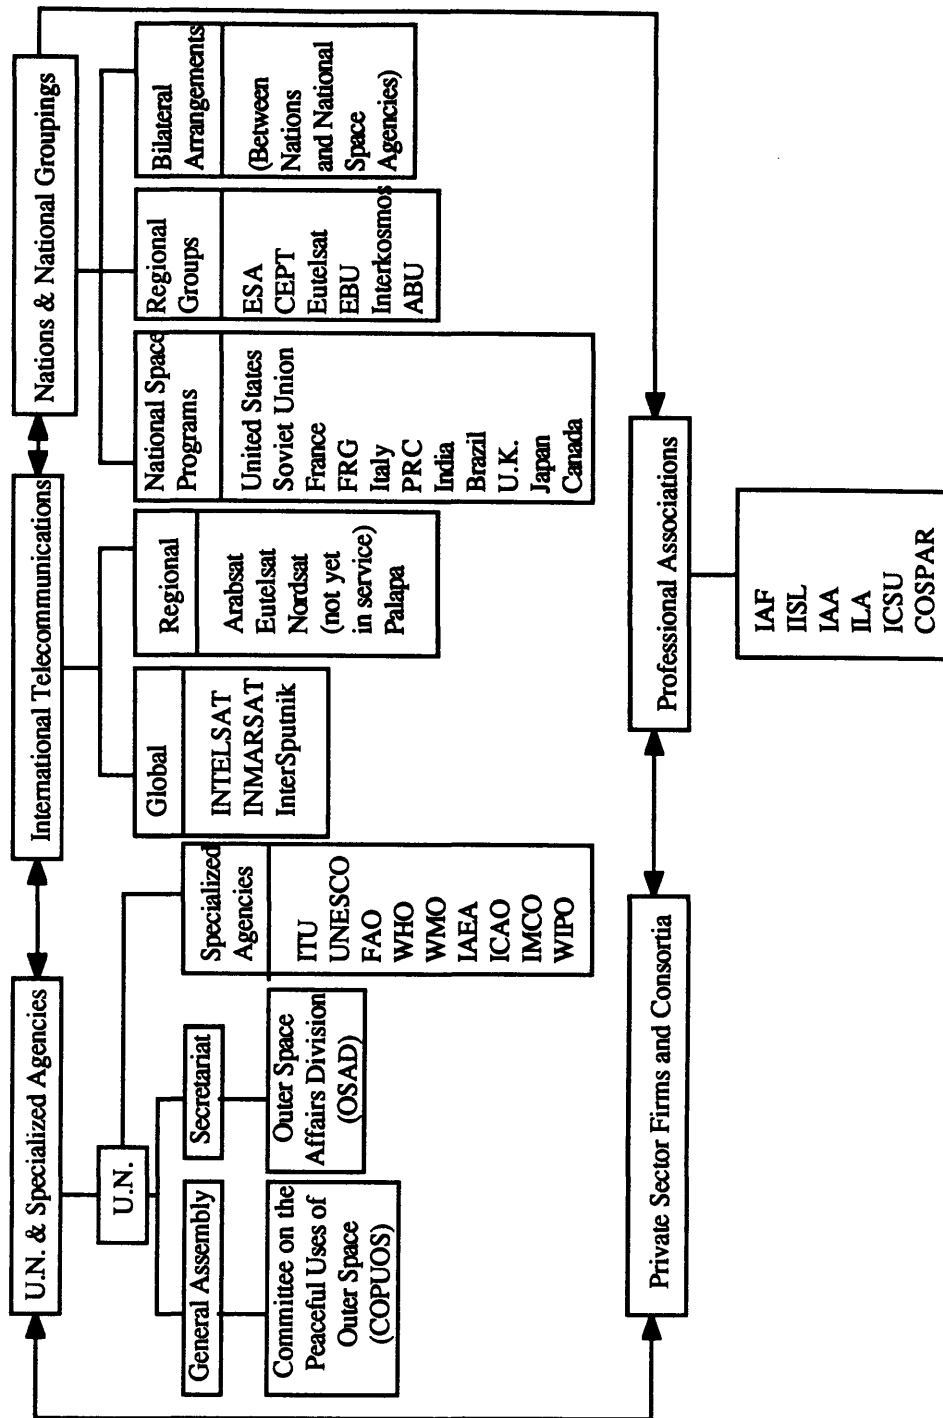 U.N. & Specialized Agencies
International Telecommunications
Nations & National Groupings
U.N.
General Assembly
Secretariat
Committee on the
Peaceful Uses of
Outer Space
(COPUOS)
Outer Space
Affairs Division
(OSAD)
Specialized
Agencies
ITU
UNESCO
FAO
WHO
WMO
IAEA
ICAO
IMCO
WIPO
Global
INTELSAT
INMARSAT
InterSputnik
Regional
Arabsat
Eutelsat
Nordsat
(not yet
in service)
Palapa
National Space
Programs
United States
Soviet Union
France
FRG
Italy
PRC
India
Brazil
U.K.
Japan
Canada
Regional
Groups
ESA
CEPT
Eutelsat
EBU
Interkosmos
ABU
Bilateral
Arrangements
(Between
Nations
and National
Space
Agencies)
Private Sector Firms and Consortia
Professional Associations
IAF
IISL
IAA
ILA
ICSU
COSPAR